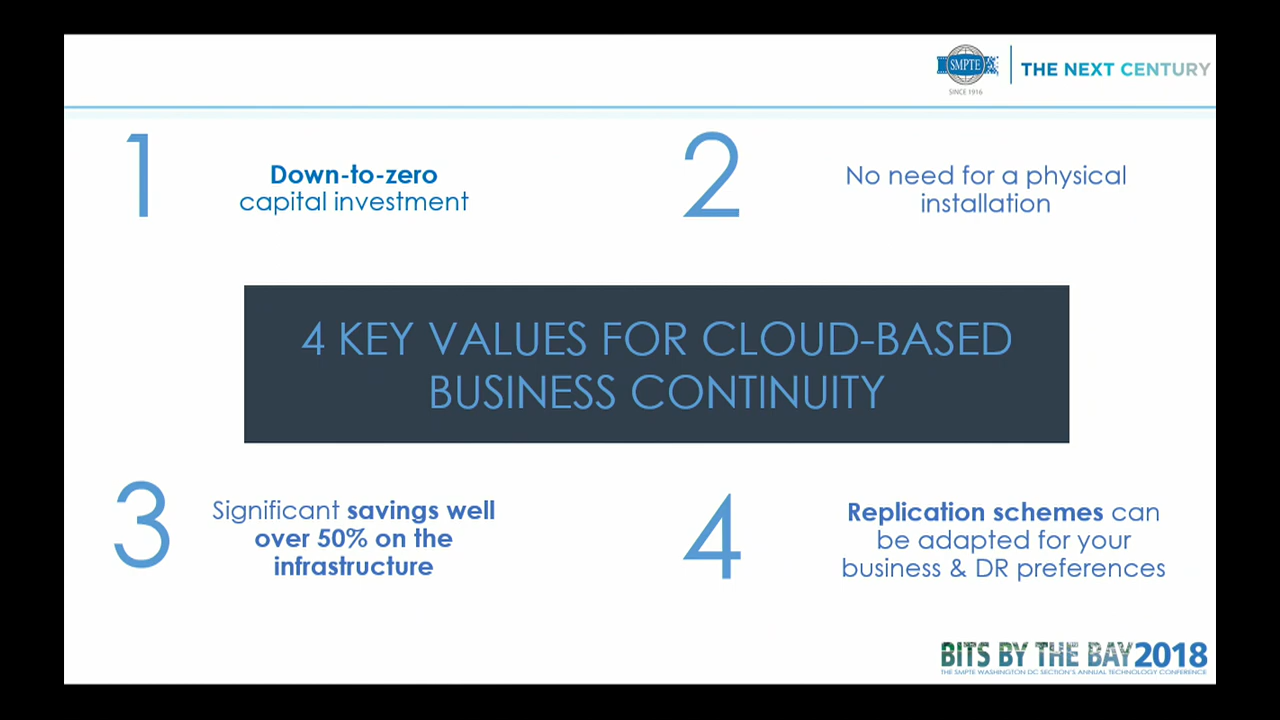 SMPTE
SINCE 1916
THE NEXT CENTURY
1
Down-to-zero
capital investment
2
No need for a physical
installation
4 KEY VALUES FOR CLOUD-BASED
BUSINESS CONTINUITY
3
Significant savings well
over 50% on the
infrastructure
4
Replication schemes can
be adapted for your
business & DR preferences
BITS BY THE BAY 2018
THE SMPTE WASHINGTON DC SECTION'S ANNUAL TECHNOLOGY CONFERENCE